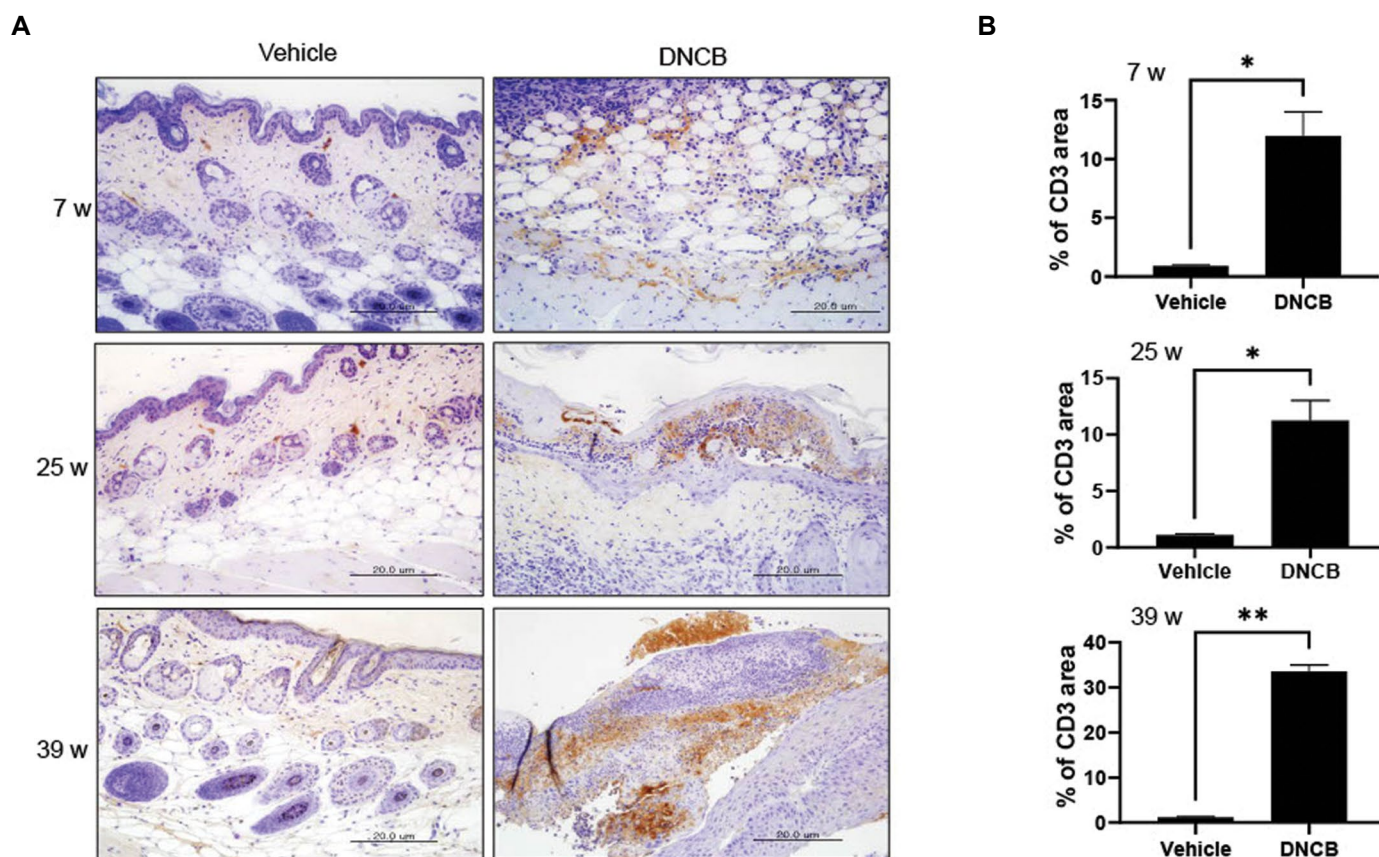 A
Vehicle
DNCB
7 w
20.0 um
20.0 um
25 w
20.0 um
20.0 um
39 w
20.0 um
20.0 um
B
7 w
*
% of CD3 area
15
10
5
0
Vehicle
DNCB
25 w
*
% of CD3 area
15
10
5
0
Vehicle
DNCB
39 w
**
% of CD3 area
40
30
20
10
0
Vehicle
DNCB